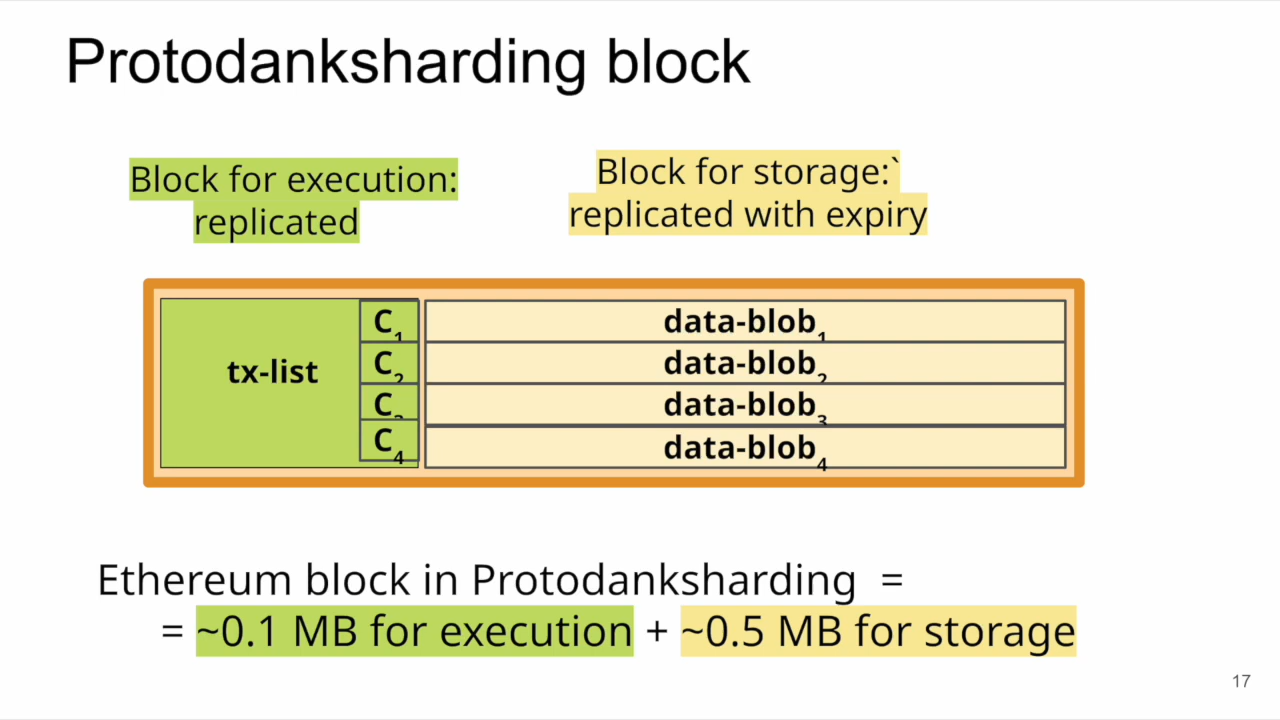 Protodanksharding block
Block for execution:
replicated
Block for storage:`
replicated with expiry
tx-list
C1
C2
C3
C4
data-blob1
data-blob2
data-blob3
data-blob4
Ethereum block in Protodanksharding =
= ~0.1 MB for execution + ~0.5 MB for storage
17